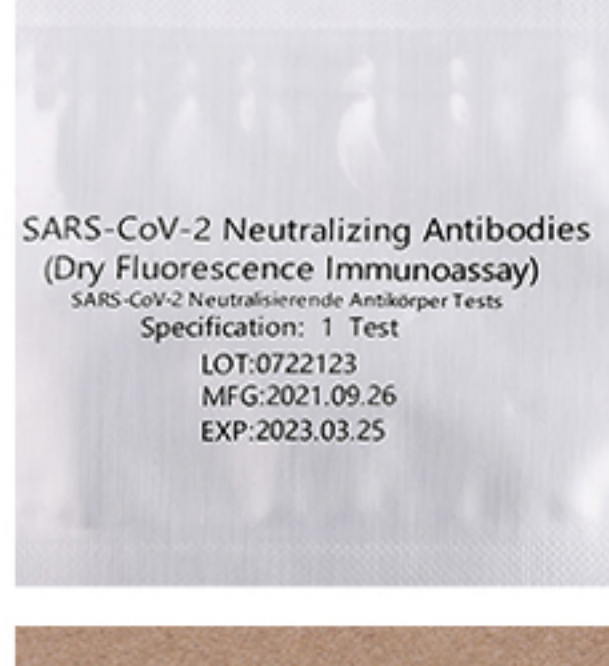 SARS-CoV-2 Neutralizing Antibodies
(Dry Fluorescence Immunoassay)
SARS-CoV-2 Neutralisierende Antikörper Tests
Specification: 1 Test
LOT:0722123
MFG:2021.09.26
EXP:2023.03.25